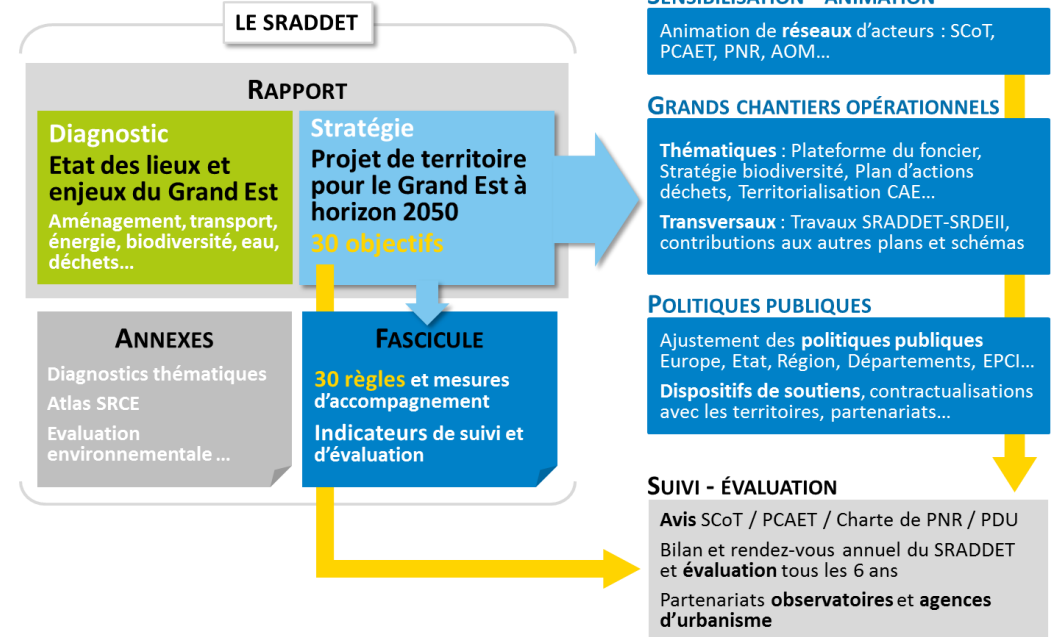 LE SRADDET
RAPPORT
Diagnostic
Etat des lieux et
enjeux du Grand Est
Aménagement, transport,
énergie, biodiversité, eau,
déchets...
Stratégie
Projet de territoire
pour le Grand Est à
horizon 2050
30 objectifs
ANNEXES
Diagnostics thématiques
Atlas SRCE
Evaluation
environnementale ...
FASCICULE
30 règles et mesures
d’accompagnement
Indicateurs de suivi et
d’évaluation
SENSIBILISATION - ANIMATION
Animation de réseaux d’acteurs : SCoT,
PCAET, PNR, AOM...
GRANDS CHANTIERS OPÉRATIONNELS
Thématiques : Plateforme du foncier,
Stratégie biodiversité, Plan d’actions
déchets, Territorialisation CAE...
Transversaux : Travaux SRADDET-SRDEII,
contributions aux autres plans et schémas
POLITIQUES PUBLIQUES
Ajustement des politiques publiques
Europe, Etat, Région, Départements, EPCI...
Dispositifs de soutiens, contractualisations
avec les territoires, partenariats...
SUIVI - ÉVALUATION
Avis SCoT / PCAET / Charte de PNR / PDU
Bilan et rendez-vous annuel du SRADDET
et évaluation tous les 6 ans
Partenariats observatoires et agences
d’urbanisme